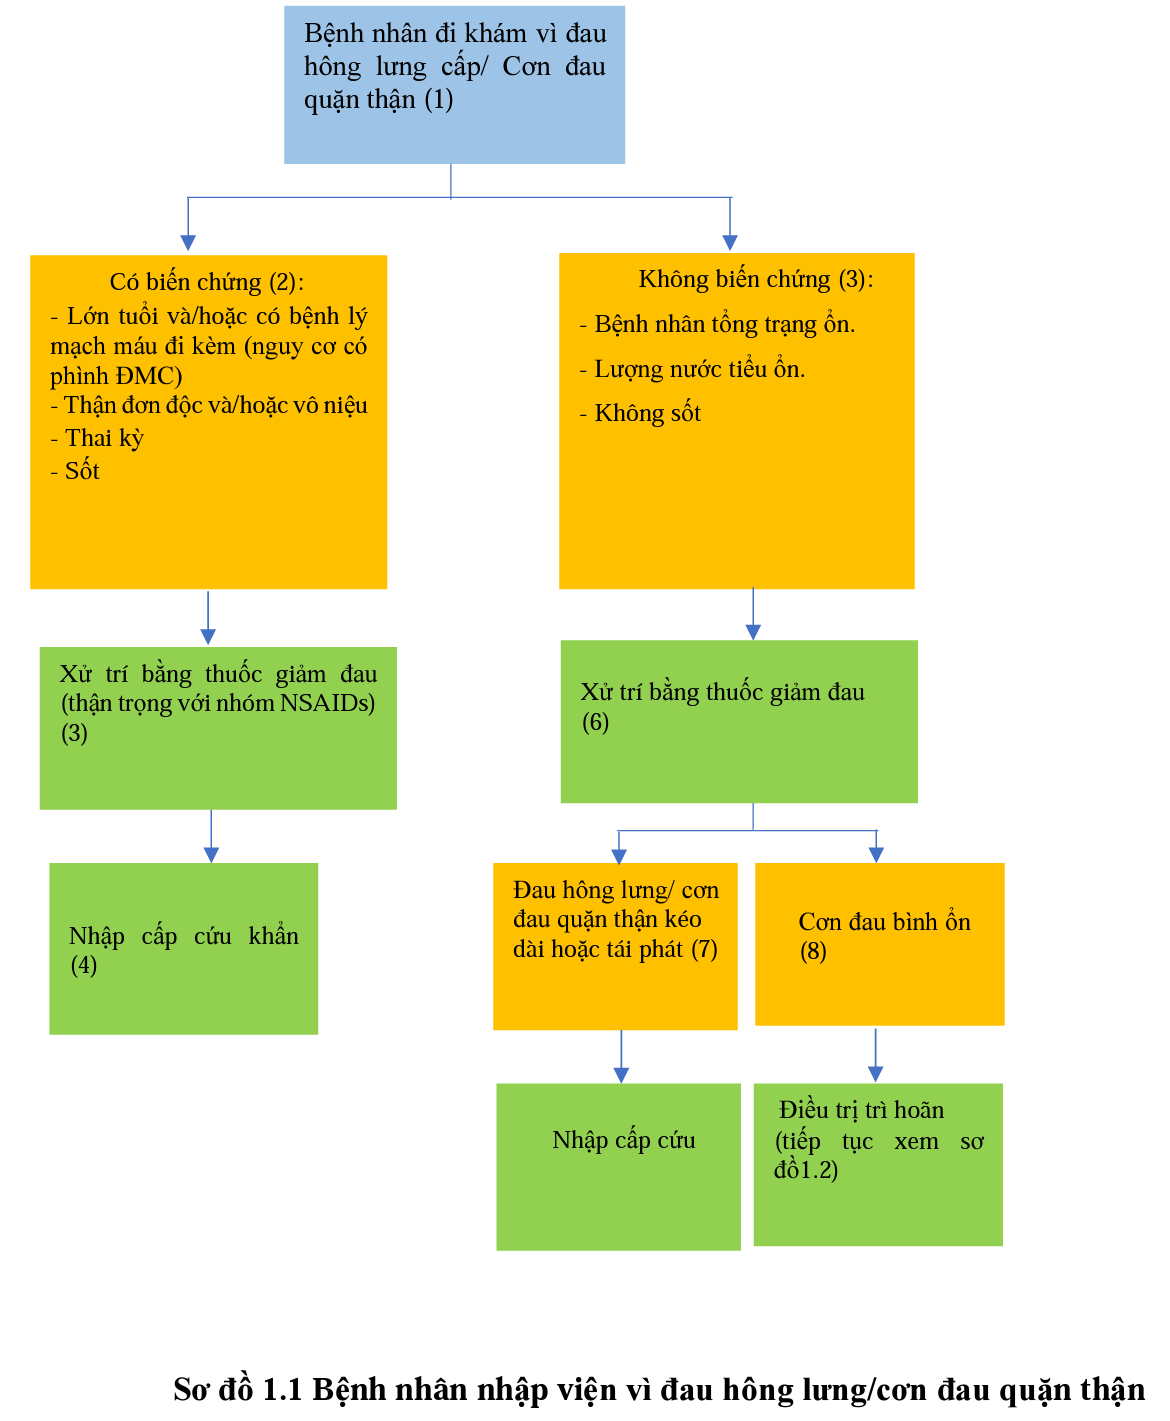 Bệnh nhân đi khám vì đau
hông lưng cấp/ Cơn đau
quặn thận (1)
Có biến chứng (2):
- Lớn tuổi và/hoặc có bệnh lý
mạch máu đi kèm (nguy cơ có
phình ĐMC)
- Thận đơn độc và/hoặc vô niệu
- Thai kỳ
- Sốt
Không biến chứng (3):
- Bệnh nhân tổng trạng ổn.
- Lượng nước tiểu ổn.
- Không sốt
Xử trí bằng thuốc giảm đau
(thận trọng với nhóm NSAIDs)
(3)
Xử trí bằng thuốc giảm đau
(6)
Nhập cấp cứu khẩn
(4)
Đau hông lưng/ cơn
đau quặn thận kéo
dài hoặc tái phát (7)
Cơn đau bình ổn
(8)
Nhập cấp cứu
Điều trị trì hoãn
(tiếp tục xem sơ
đồ1.2)
Sơ đồ 1.1 Bệnh nhân nhập viện vì đau hông lưng/cơn đau quặn thận